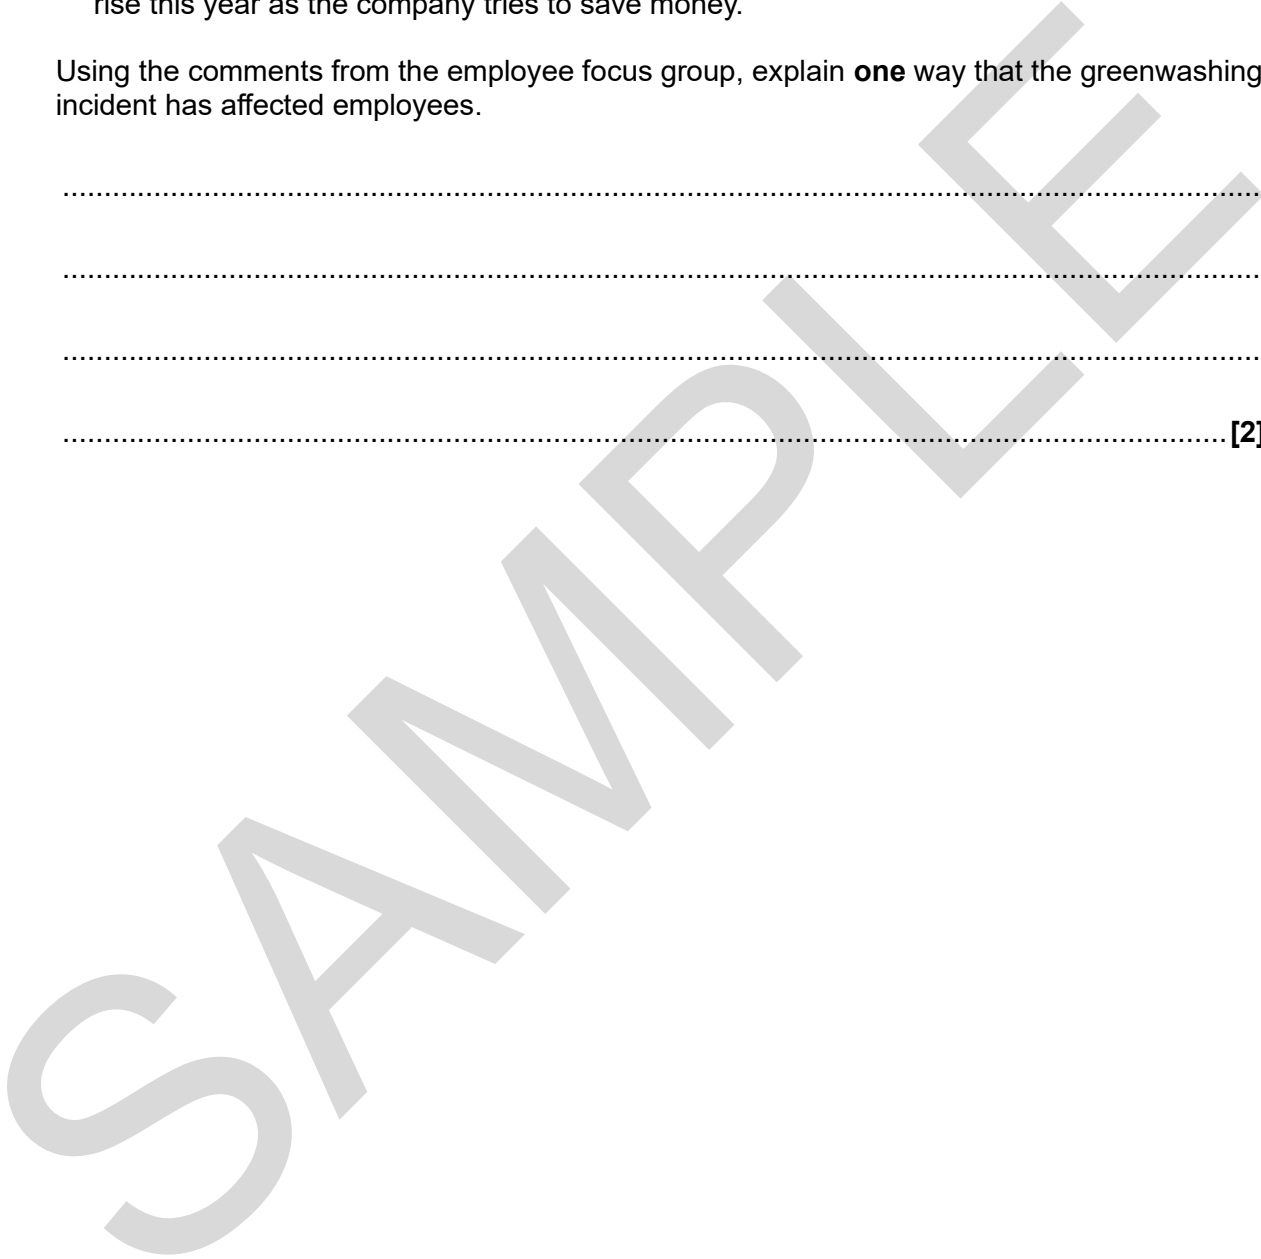 rise this year as the company tries to save money.
Using the comments from the employee focus group, explain one way that the greenwashing
incident has affected employees.
....................................................................................................
....................................................................................................
....................................................................................................
....................................................................................................[2]
SAMPLE